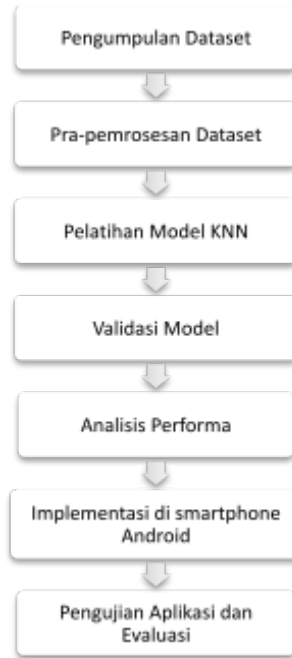 Pengumpulan Dataset
Pra-pemrosesan Dataset
Pelatihan Model KNN
Validasi Model
Analisis Performa
Implementasi di smartphone
Android
Pengujian Aplikasi dan
Evaluasi